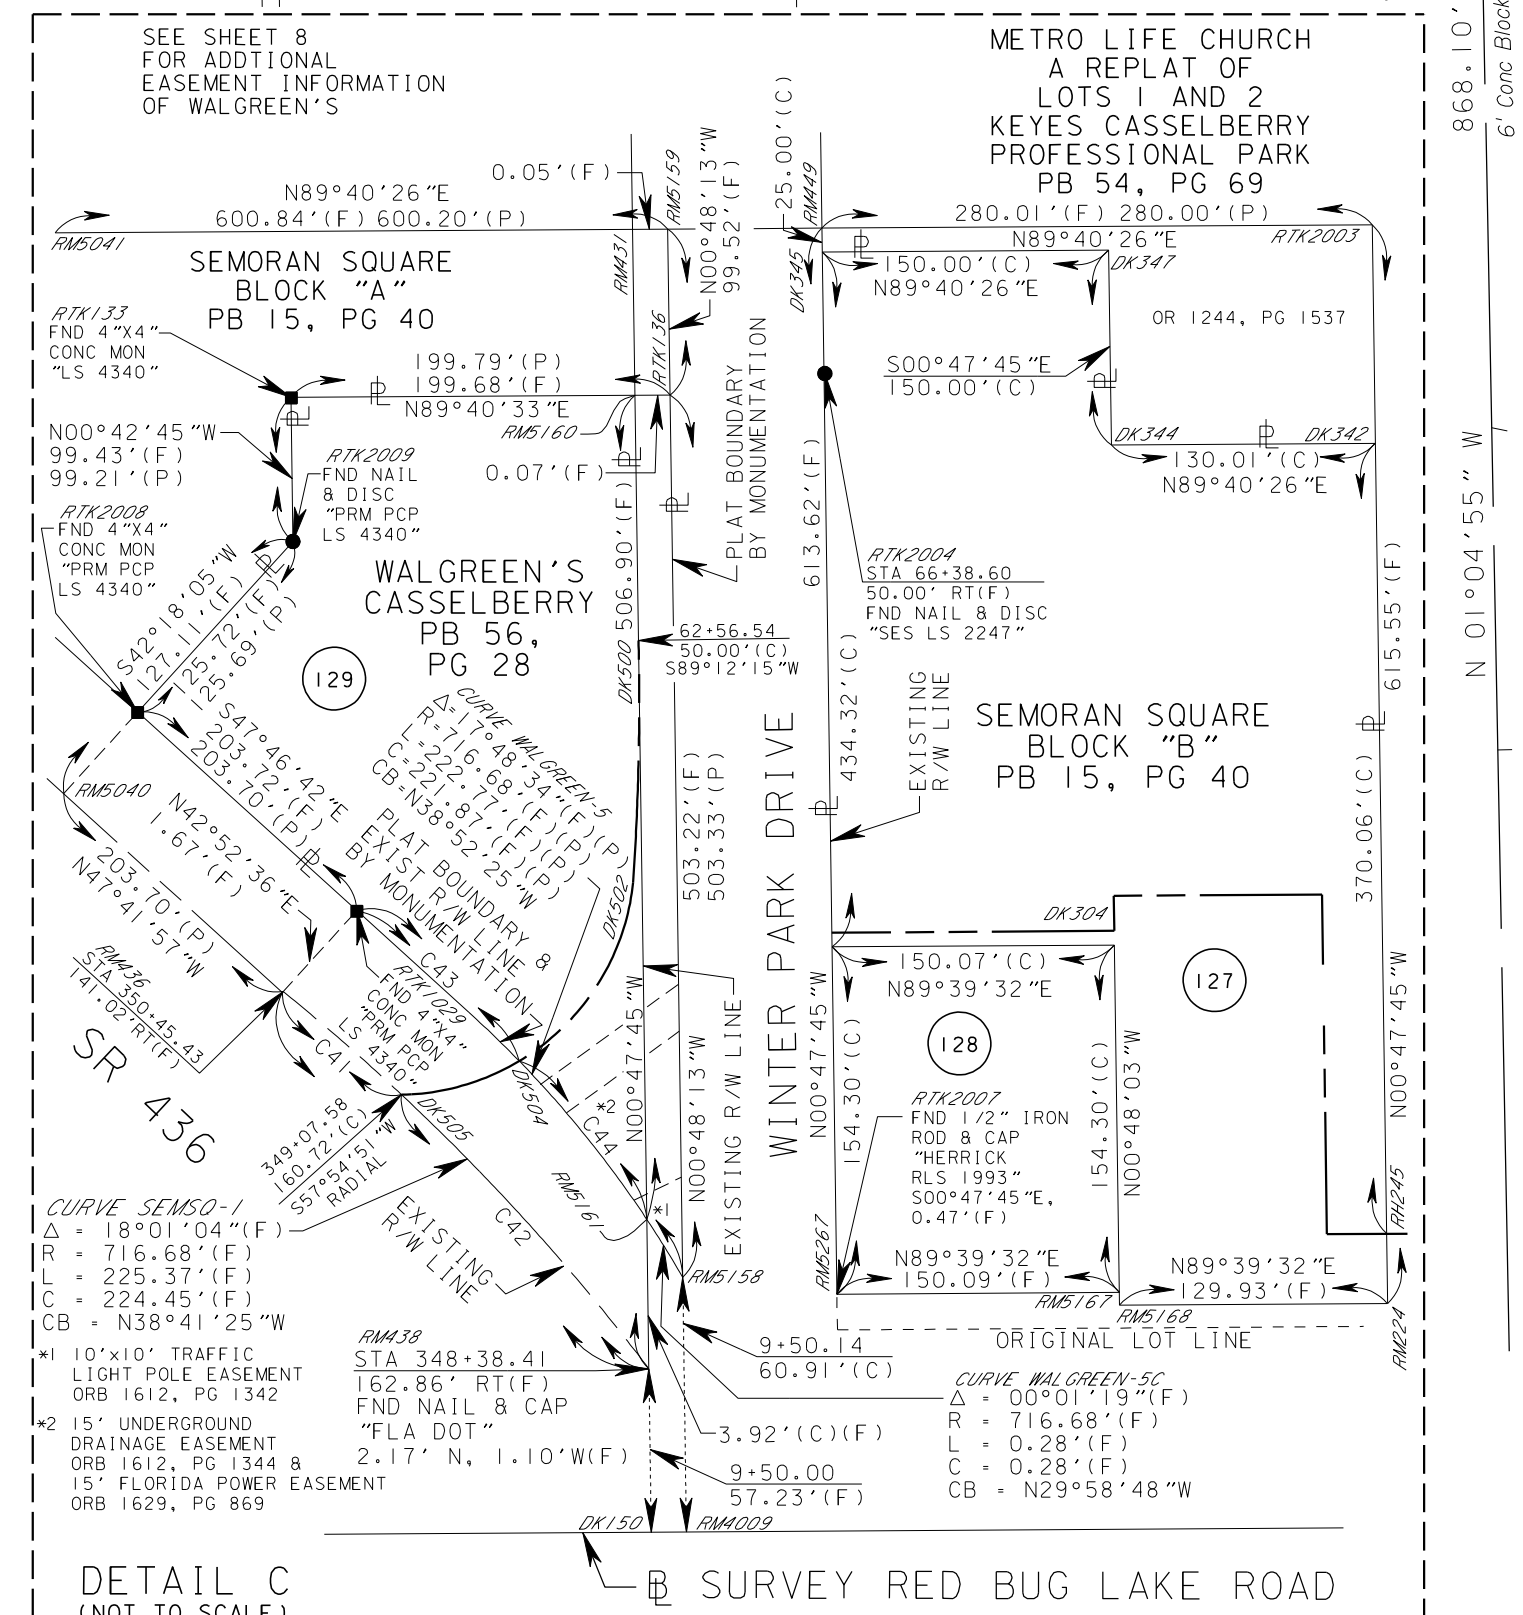 SEE SHEET 8
FOR ADDTIONAL
EASEMENT INFORMATION
OF WALGREEN'S
METRO LIFE CHURCH
A REPLAT OF
LOTS 1 AND 2
KEYES CASSELBERRY
PROFESSIONAL PARK
PB 54, PG 69
868.10'
6' Conc Block
N 01°04'55" W
0.05'(F)
N89°40'26"E
600.84'(F) 600.20'(P)
RM5041
RM431
RM5159
N00°48'13"W
99.52'(F)
25.00'(C)
RM449
DK345
280.01'(F) 280.00'(P)
N89°40'26"E
RTK2003
150.00'(C)
N89°40'26"E
DK347
OR 1244, PG 1537
S00°47'45"E
150.00'(C)
DK344
DK342
130.01'(C)
N89°40'26"E
SEMORAN SQUARE
BLOCK "A"
PB 15, PG 40
RTK133
FND 4"X4"
CONC MON
"LS 4340"
199.79'(P)
199.68'(F)
N89°40'33"E
RTK136
RM5160
0.07'(F)
PLAT BOUNDARY
BY MONUMENTATION
N00°42'45"W
99.43'(F)
99.21'(P)
RTK2009
FND NAIL
& DISC
"PRM PCP
LS 4340"
RTK2008
FND 4"X4"
CONC MON
"PRM PCP
LS 4340"
S42°18'05"W
127.11'(F)
125.72'(F)
125.69'(P)
WALGREEN'S
CASSELBERRY
PB 56,
PG 28
129
506.90'(F)
DK500
62+56.54
50.00'(C)
S89°12'15"W
613.62'(F)
RTK2004
STA 66+38.60
50.00' RT(F)
FND NAIL & DISC
"SES LS 2247"
434.32'(C)
EXISTING
R/W LINE
615.55'(F)
SEMORAN SQUARE
BLOCK "B"
PB 15, PG 40
370.06'(C)
RM5040
S47°46'42"E
203.72'(F)
203.70'(P)
CURVE WALGREEN-5
Δ=17°48'34"(F)(P)
R=716.68'(F)(P)
L=222.77'(F)(P)
C=221.87'(F)(P)
CB=N38°52'25"W
PLAT BOUNDARY &
EXIST R/W LINE
BY MONUMENTATION
DK502
503.22'(F)
503.33'(P)
WINTER PARK DRIVE
N42°52'36"E
1.67'(F)
203.70'(P)
N47°41'57"W
RM436
STA 350+45.43
141.02'RT(F)
C43
RTK1029
FND 4"X4"
CONC MON
"PRM PCP
LS 4340"
C41
DK504
*2
C44
SR 436
349+07.58
160.72'(C)
S57°54'51"W
RADIAL
DK505
N00°47'45"W
N00°48'13"W
EXISTING R/W LINE
N00°47'45"W
DK304
150.07'(C)
N89°39'32"E
127
128
154.30'(C)
154.30'(C)
N00°48'03"W
N00°47'45"W
RTK2007
FND 1/2" IRON
ROD & CAP
"HERRICK
RLS 1993"
S00°47'45"E,
0.47'(F)
RM5267
N89°39'32"E
150.09'(F)
RM5167
N89°39'32"E
129.93'(F)
RM5168
RH245
RM224
ORIGINAL LOT LINE
RM5161
*1
RM5158
C42
EXISTING
R/W LINE
CURVE SEMSQ-1
Δ = 18°01'04"(F)
R = 716.68'(F)
L = 225.37'(F)
C = 224.45'(F)
CB = N38°41'25"W
*1 10'x10' TRAFFIC
LIGHT POLE EASEMENT
ORB 1612, PG 1342
*2 15' UNDERGROUND
DRAINAGE EASEMENT
ORB 1612, PG 1344 &
15' FLORIDA POWER EASEMENT
ORB 1629, PG 869
RM438
STA 348+38.41
162.86' RT(F)
FND NAIL & CAP
"FLA DOT"
2.17' N, 1.10'W(F)
9+50.14
60.91'(C)
3.92'(C)(F)
9+50.00
57.23'(F)
CURVE WALGREEN-5C
Δ = 00°01'19"(F)
R = 716.68'(F)
L = 0.28'(F)
C = 0.28'(F)
CB = N29°58'48"W
DK150
RM4009
BL SURVEY RED BUG LAKE ROAD
DETAIL C
(NOT TO SCALE)